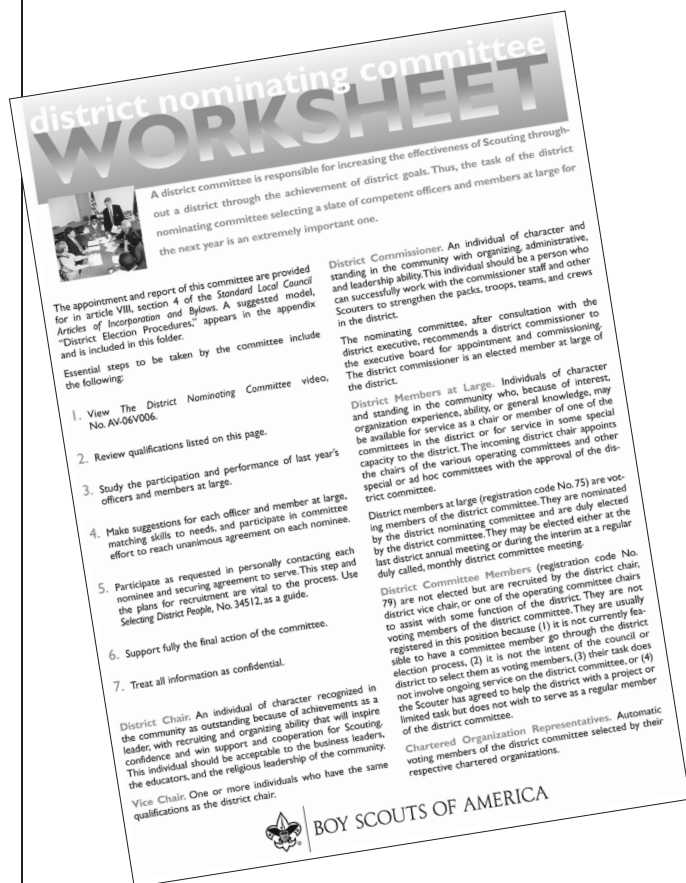 district nominating committee
WORKSHEET
A district committee is responsible for increasing the effectiveness of Scouting through-
out a district through the achievement of district goals. Thus, the task of the district
nominating committee selecting a slate of competent officers and members at large for
the next year is an extremely important one.
The appointment and report of this committee are provided
for in article VIII, section 4 of the Standard Local Council
Articles of Incorporation and Bylaws. A suggested model,
“District Election Procedures,” appears in the appendix
and is included in this folder.
Essential steps to be taken by the committee include
the following:
1. View The District Nominating Committee video,
No. AV-06V006.
2. Review qualifications listed on this page.
3. Study the participation and performance of last year's
officers and members at large.
4. Make suggestions for each officer and member at large,
matching skills to needs, and participate in committee
effort to reach unanimous agreement on each nominee.
5. Participate as requested in personally contacting each
nominee and securing agreement to serve. This step and
the plans for recruitment are vital to the process. Use
Selecting District People, No. 34512, as a guide.
6. Support fully the final action of the committee.
7. Treat all information as confidential.
District Chair. An individual of character recognized in
the community as outstanding because of achievements as a
leader, with recruiting and organizing ability that will inspire
confidence and win support and cooperation for Scouting.
This individual should be acceptable to the business leaders,
the educators, and the religious leadership of the community.
Vice Chair. One or more individuals who have the same
qualifications as the district chair.
District Commissioner. An individual of character and
standing in the community with organizing, administrative,
and leadership ability. This individual should be a person who
can successfully work with the commissioner staff and other
Scouters to strengthen the packs, troops, teams, and crews
in the district.
The nominating committee, after consultation with the
district executive, recommends a district commissioner to
the executive board for appointment and commissioning.
The district commissioner is an elected member at large of
the district.
District Members at Large. Individuals of character
and standing in the community who, because of interest,
organization experience, ability, or general knowledge, may
be available for service as a chair or member of one of the
committees in the district or for service in some special
capacity to the district. The incoming district chair appoints
the chairs of the various operating committees and other
special or ad hoc committees with the approval of the dis-
trict committee.
District members at large (registration code No. 75) are vot-
ing members of the district committee. They are nominated
by the district nominating committee and are duly elected
by the district committee. They may be elected either at the
last district annual meeting or during the interim at a regular
duly called, monthly district committee meeting.
District Committee Members (registration code No.
79) are not elected but are recruited by the district chair,
district vice chair, or one of the operating committee chairs
to assist with some function of the district. They are not
voting members of the district committee. They are usually
registered in this position because (1) it is not currently fea-
sible to have a committee member go through the district
election process, (2) it is not the intent of the council or
district to select them as voting members, (3) their task does
not involve ongoing service on the district committee, or (4)
the Scouter has agreed to help the district with a project or
limited task but does not wish to serve as a regular member
of the district committee.
Chartered Organization Representatives. Automatic
voting members of the district committee selected by their
respective chartered organizations.
BOY SCOUTS OF AMERICA